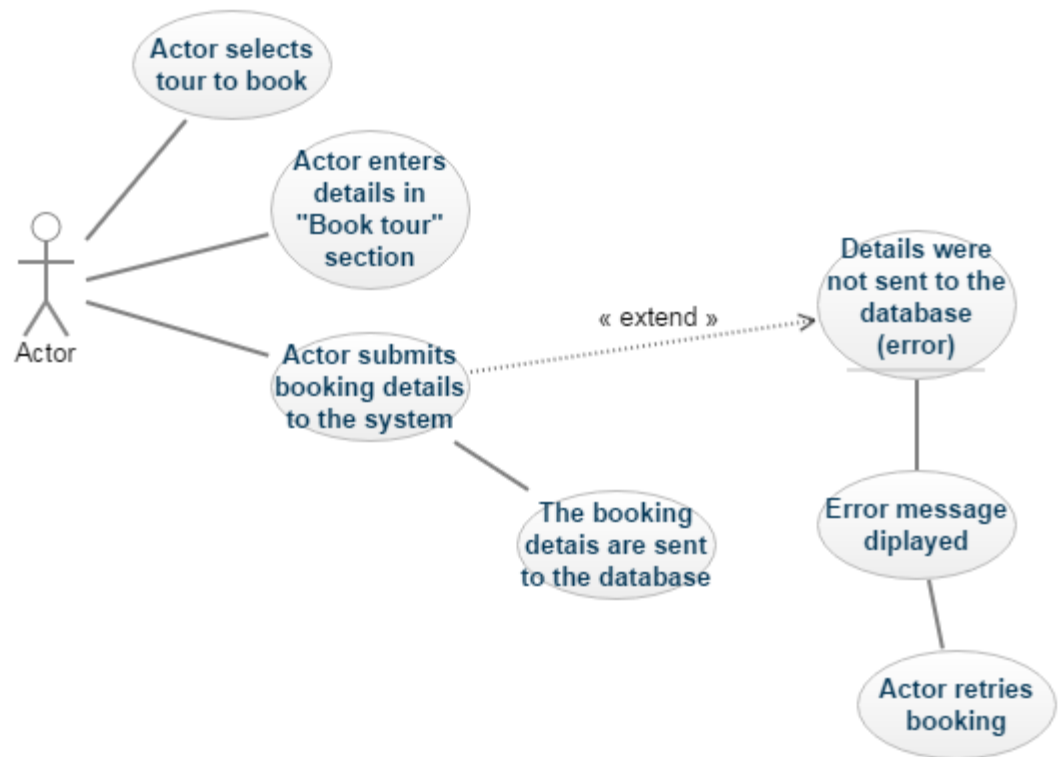 Actor selects
tour to book
Actor enters
details in
"Book tour"
section
Actor
Actor submits
booking details
to the system
« extend »
Details were
not sent to the
database
(error)
The booking
detais are sent
to the database
Error message
diplayed
Actor retries
booking